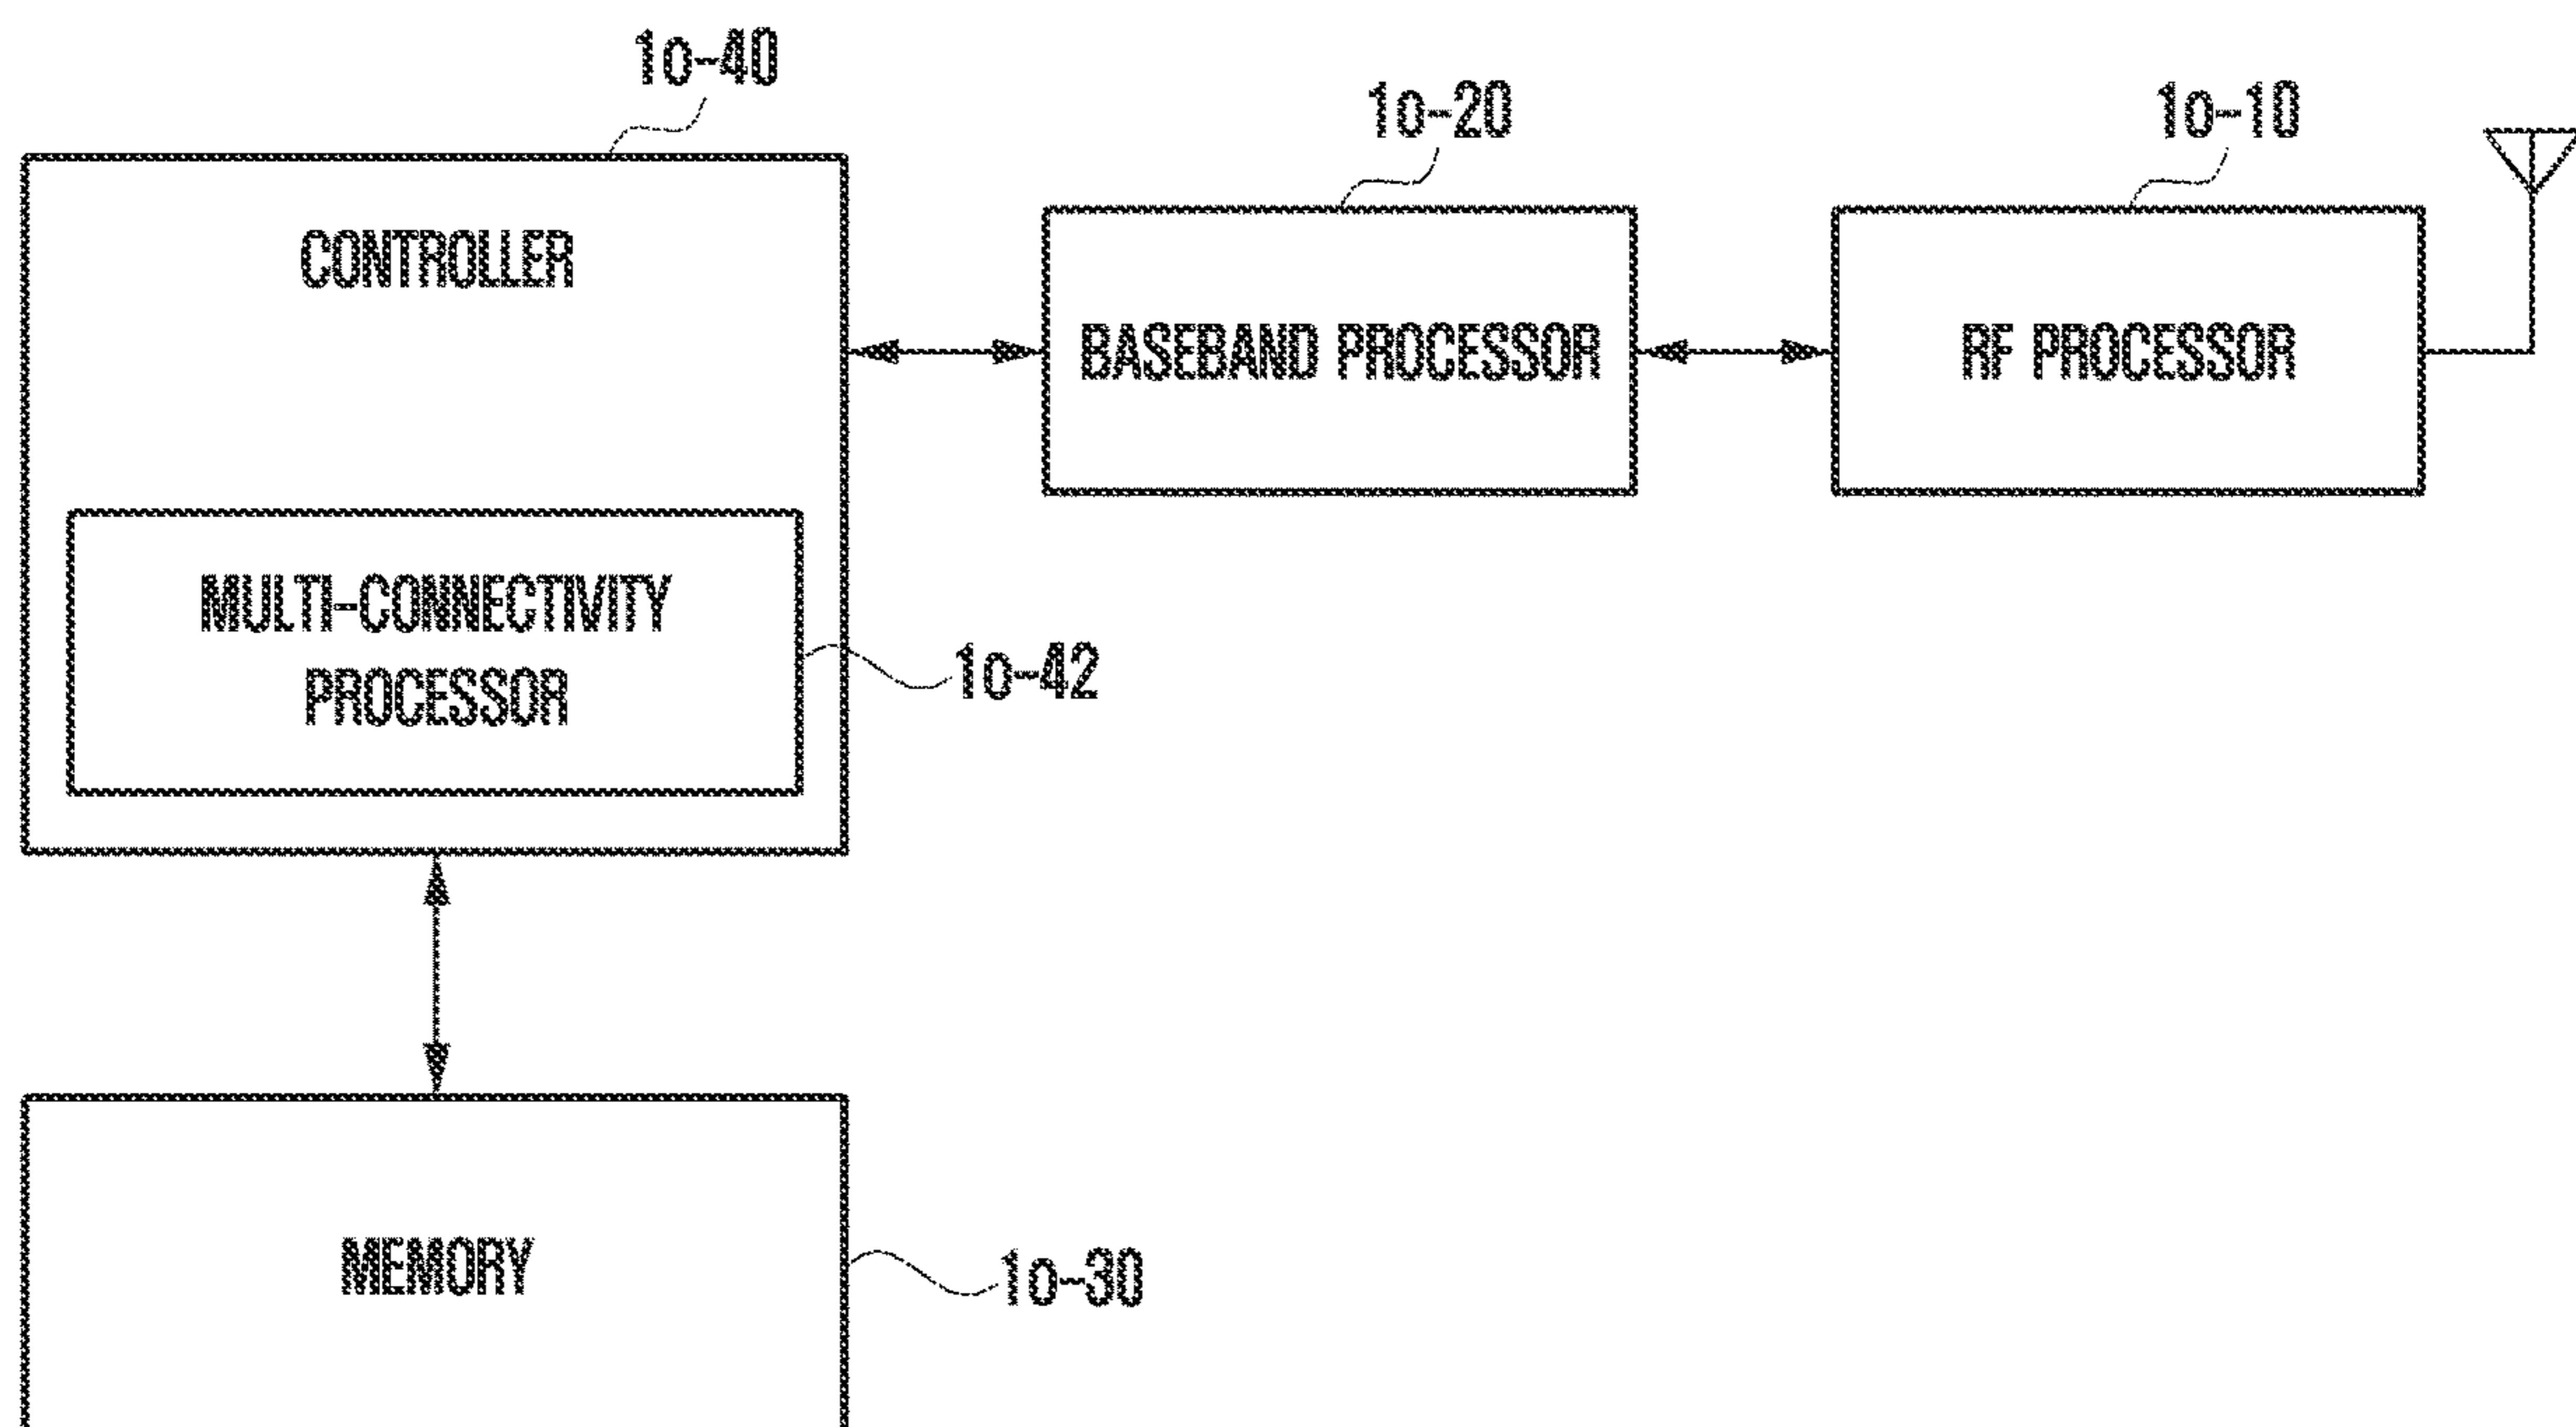 1o-40
1o-20
1o-10
CONTROLLER
BASEBAND PROCESSOR
RF PROCESSOR
MULTI-CONNECTIVITY
PROCESSOR
1o-42
MEMORY
1o-30